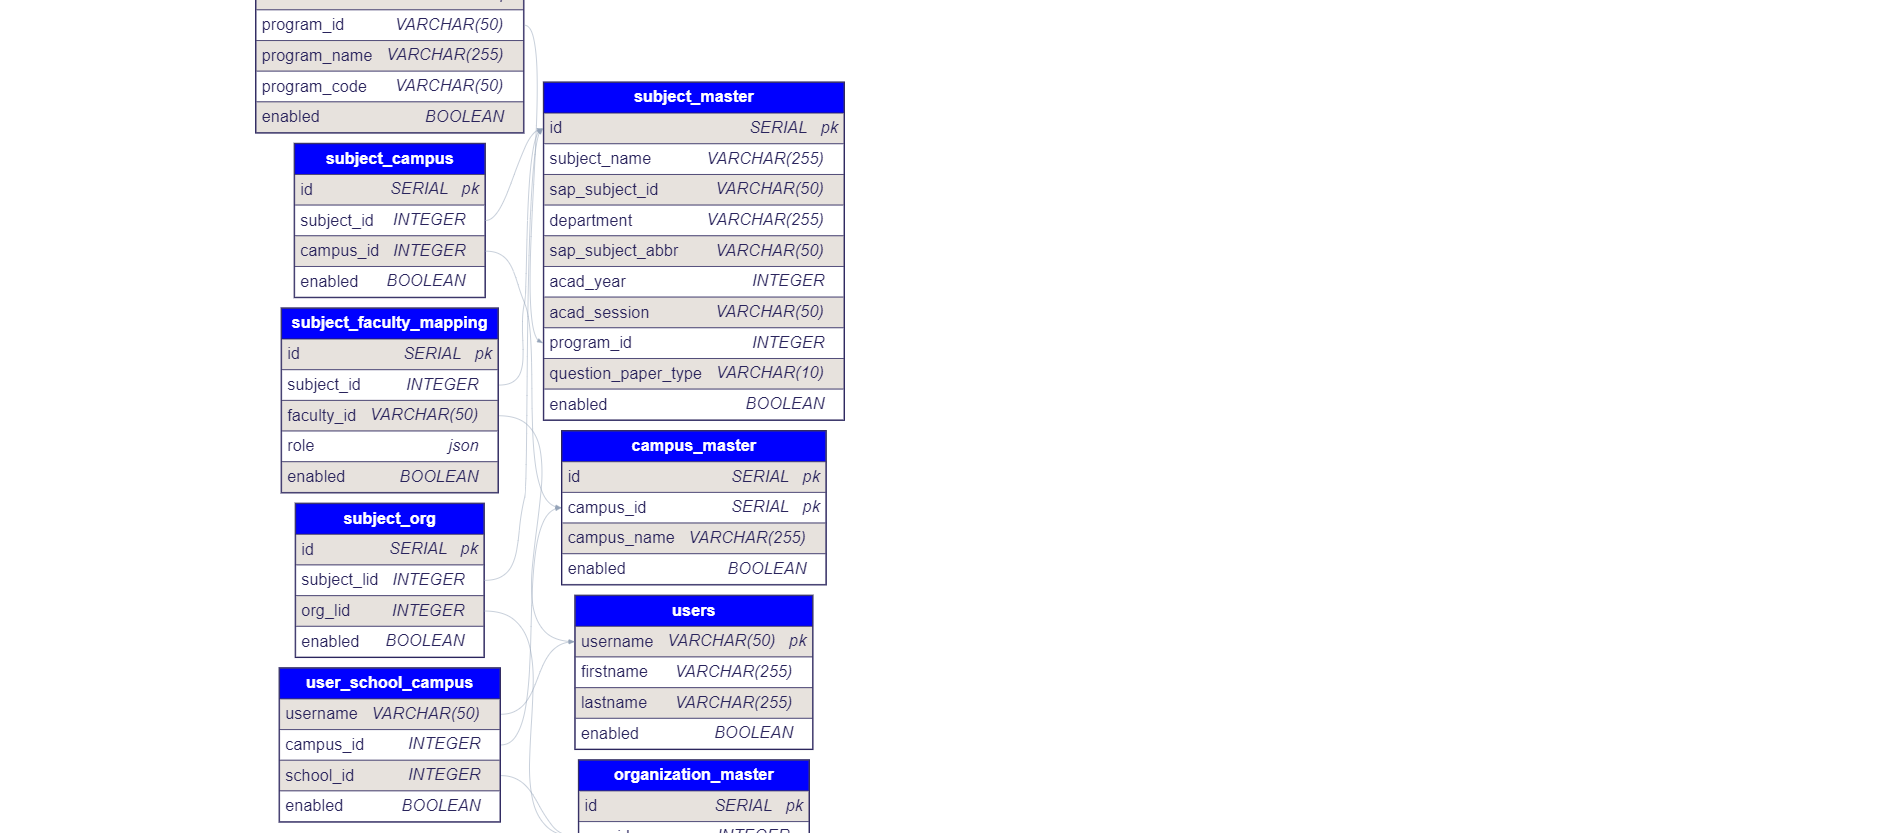 program_id VARCHAR(50)
program_name VARCHAR(255)
program_code VARCHAR(50)
enabled BOOLEAN
subject_campus
id SERIAL pk
subject_id INTEGER
campus_id INTEGER
enabled BOOLEAN
subject_faculty_mapping
id SERIAL pk
subject_id INTEGER
faculty_id VARCHAR(50)
role json
enabled BOOLEAN
subject_org
id SERIAL pk
subject_lid INTEGER
org_lid INTEGER
enabled BOOLEAN
user_school_campus
username VARCHAR(50)
campus_id INTEGER
school_id INTEGER
enabled BOOLEAN
subject_master
id SERIAL pk
subject_name VARCHAR(255)
sap_subject_id VARCHAR(50)
department VARCHAR(255)
sap_subject_abbr VARCHAR(50)
acad_year INTEGER
acad_session VARCHAR(50)
program_id INTEGER
question_paper_type VARCHAR(10)
enabled BOOLEAN
campus_master
id SERIAL pk
campus_id SERIAL pk
campus_name VARCHAR(255)
enabled BOOLEAN
users
username VARCHAR(50) pk
firstname VARCHAR(255)
lastname VARCHAR(255)
enabled BOOLEAN
organization_master
id SERIAL pk
INTEGER